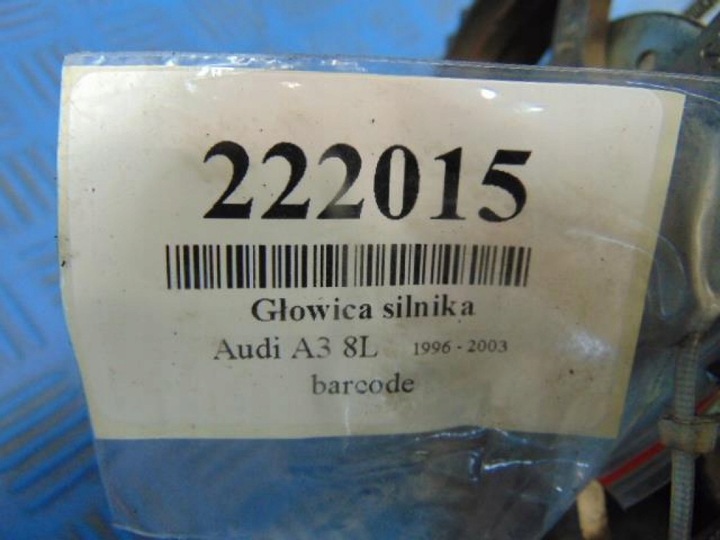 222015
Głowica silnika
Audi A3 8L 1996 - 2003
barcode